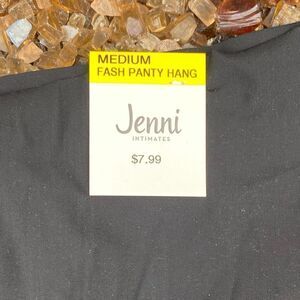 MEDIUM
FASH PANTY HANG
Jenni
INTIMATES
$7.99